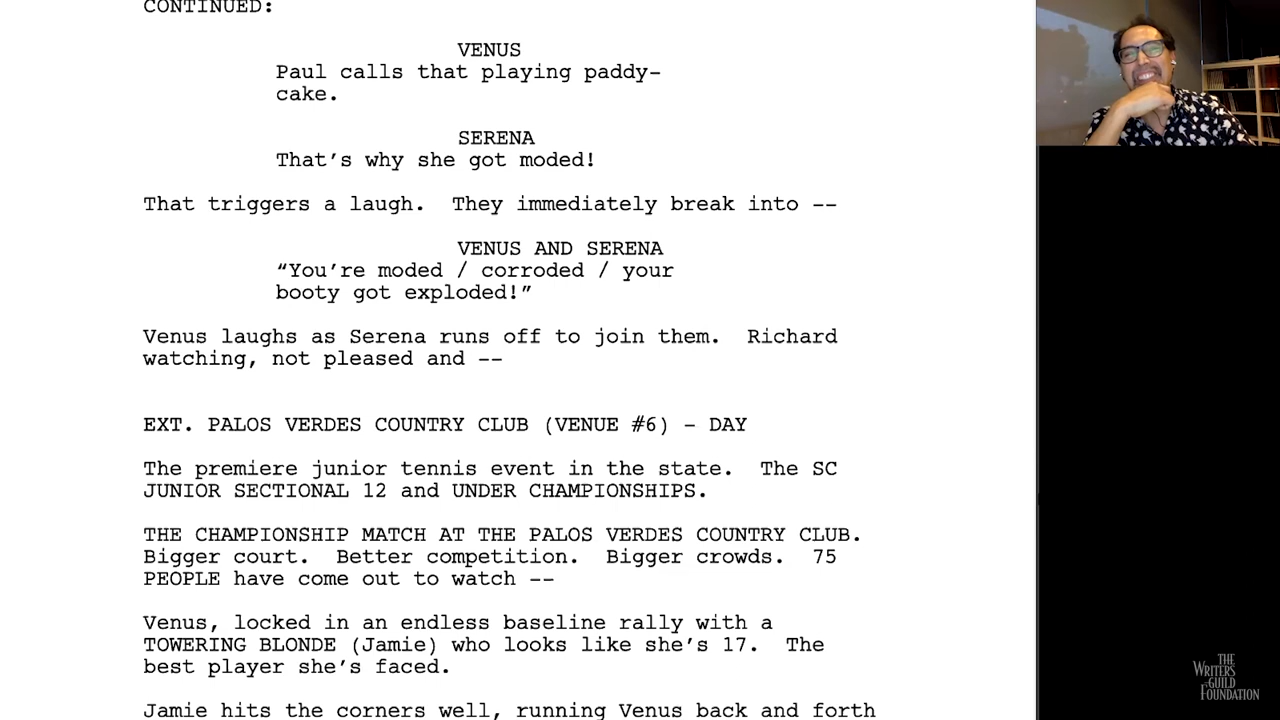 CONTINUED:
VENUS
Paul calls that playing paddy-
cake.
SERENA
That's why she got moded!
That triggers a laugh.  They immediately break into --
VENUS AND SERENA
“You're moded / corroded / your
booty got exploded!”
Venus laughs as Serena runs off to join them.  Richard
watching, not pleased and --
EXT. PALOS VERDES COUNTRY CLUB (VENUE #6) - DAY
The premiere junior tennis event in the state.  The SC
JUNIOR SECTIONAL 12 and UNDER CHAMPIONSHIPS.
THE CHAMPIONSHIP MATCH AT THE PALOS VERDES COUNTRY CLUB.
Bigger court.  Better competition.  Bigger crowds.  75
PEOPLE have come out to watch --
Venus, locked in an endless baseline rally with a
TOWERING BLONDE (Jamie) who looks like she's 17.  The
best player she's faced.
Jamie hits the corners well, running Venus back and forth
THE
WRITERS
GUILD
FOUNDATION